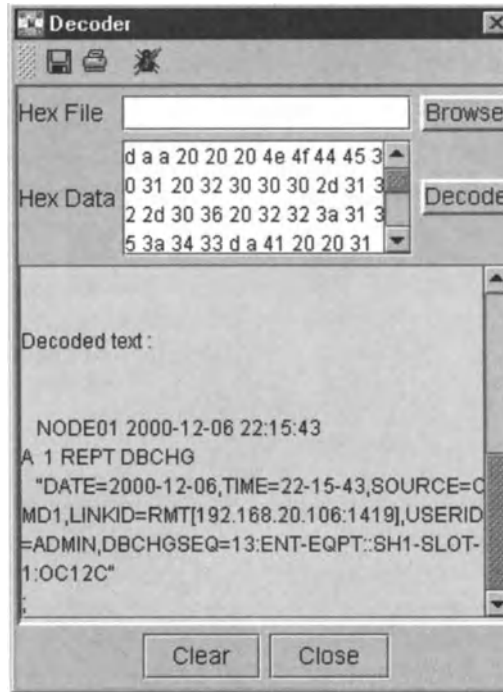 Decoder
Hex File
Browse
Hex Data
d a a 20 20 20 4e 4f 44 45 3
0 31 20 32 30 30 30 2d 31 3
2 2d 30 36 20 32 32 3a 31 3
5 3a 34 33 d a 41 20 20 31
Decode
Decoded text :
NODE01 2000-12-06 22:15:43
A 1 REPT DBCHG
"DATE=2000-12-06,TIME=22-15-43,SOURCE=C
MD1,LINKID=RMT[192.168.20.106:1419],USERID
=ADMIN,DBCHGSEQ=13:ENT-EQPT::SH1-SLOT-
1:OC12C"
;
Clear
Close